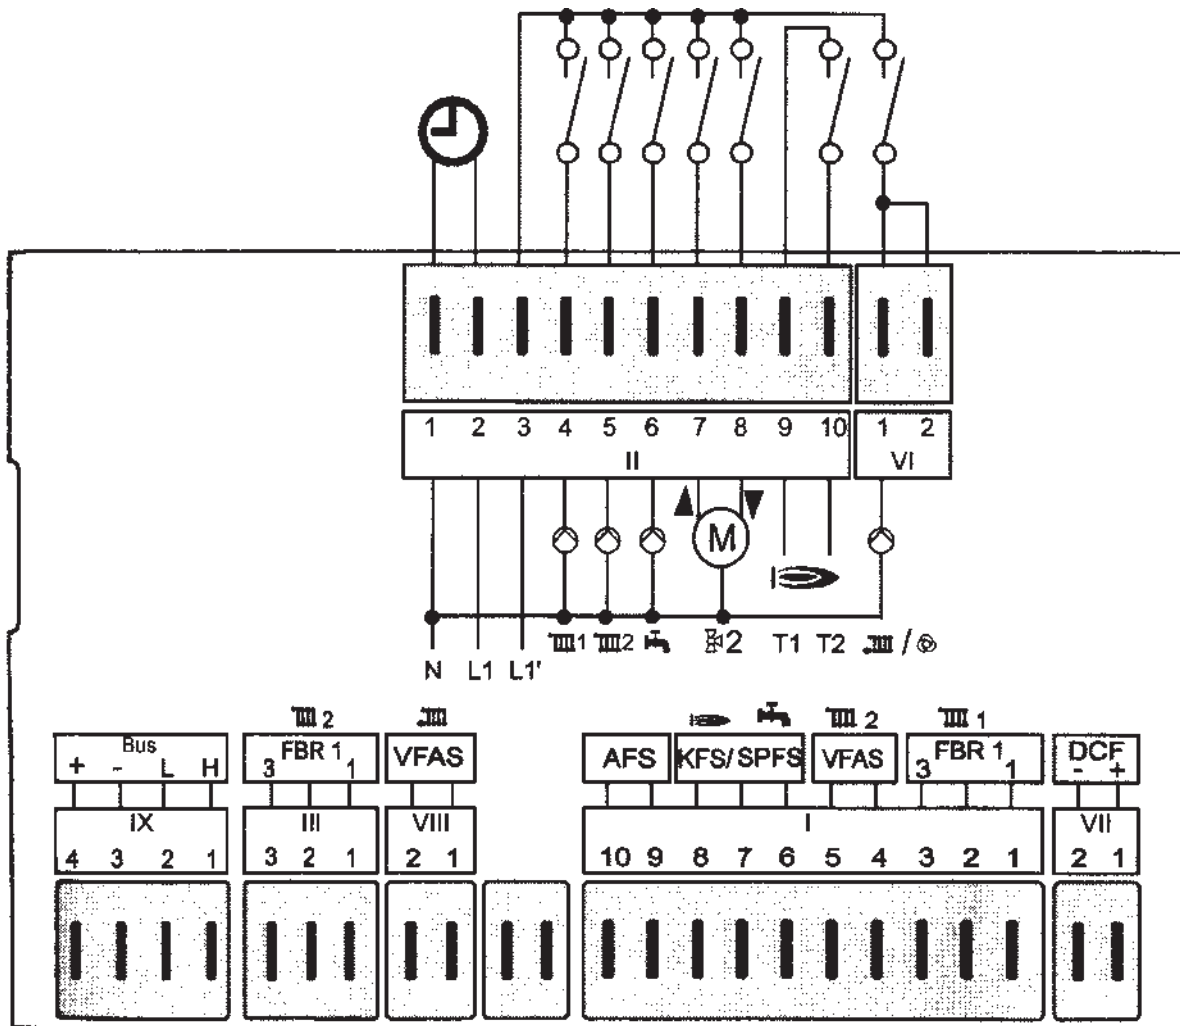 1 2 3 4 5 6 7 8 9 10 1 2
II VI
M
1 2 2 T1 T2 /
N L1 L1'
2 2 1
Bus FBR 1 VFAS AFS KFS/ SPFS VFAS FBR 1 DCF
+ - L H 3 1 3 1 - +
IX III VIII I VII
4 3 2 1 3 2 1 2 1 10 9 8 7 6 5 4 3 2 1 2 1